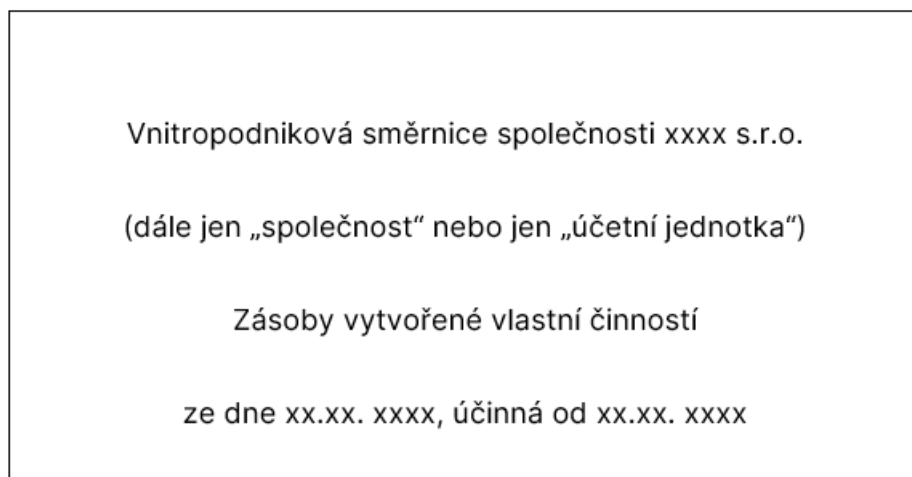 Vnitropodniková směrnice společnosti xxxx s.r.o.
(dále jen „společnost“ nebo jen „účetní jednotka“)
Zásoby vytvořené vlastní činností
ze dne xx.xx. xxxx, účinná od xx.xx. xxxx